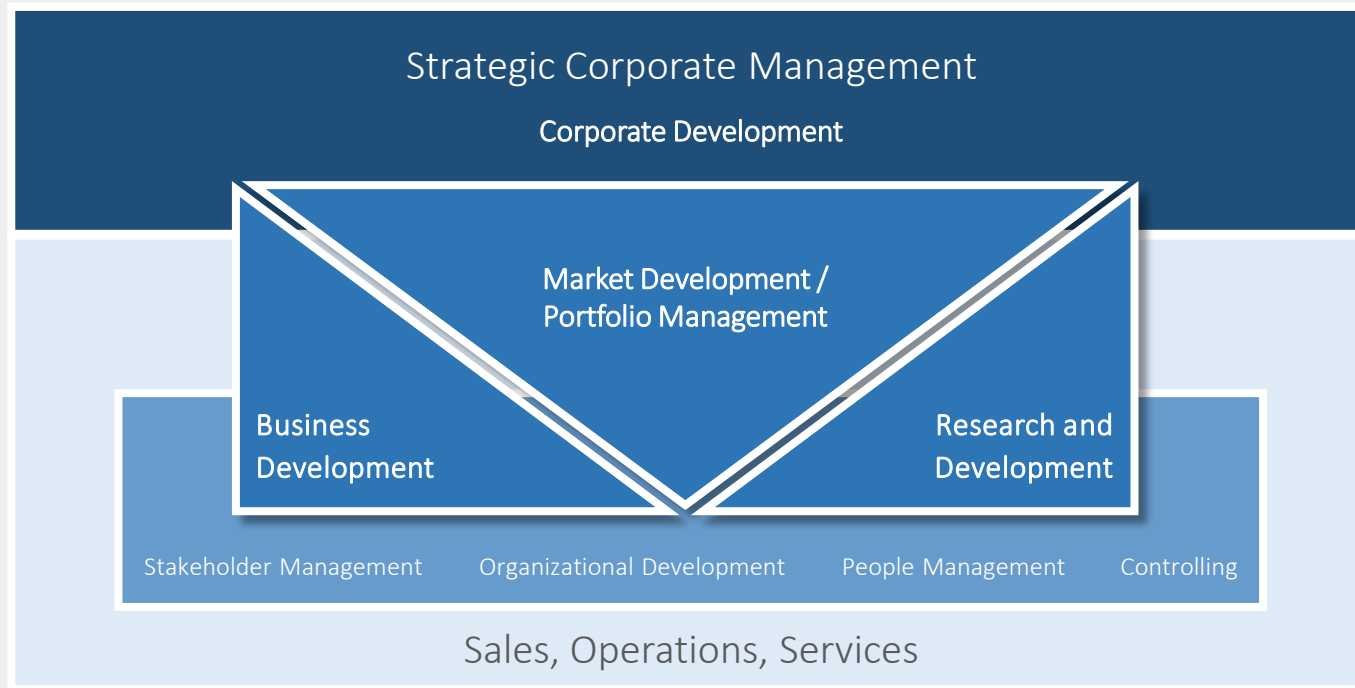 Strategic Corporate Management
Corporate Development
Market Development /
Portfolio Management
Business
Development
Research and
Development
Stakeholder Management
Organizational Development
People Management
Controlling
Sales, Operations, Services